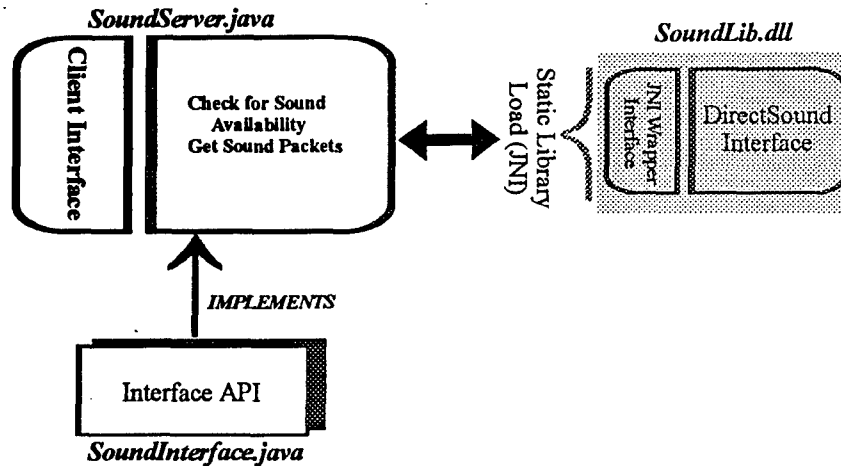 SoundServer.java
Client Interface
Check for Sound
Availability
Get Sound Packets
Static Library
Load (JNI)
SoundLib.dll
JNI Wrapper
Interface
DirectSound
Interface
IMPLEMENTS
Interface API
SoundInterface.java